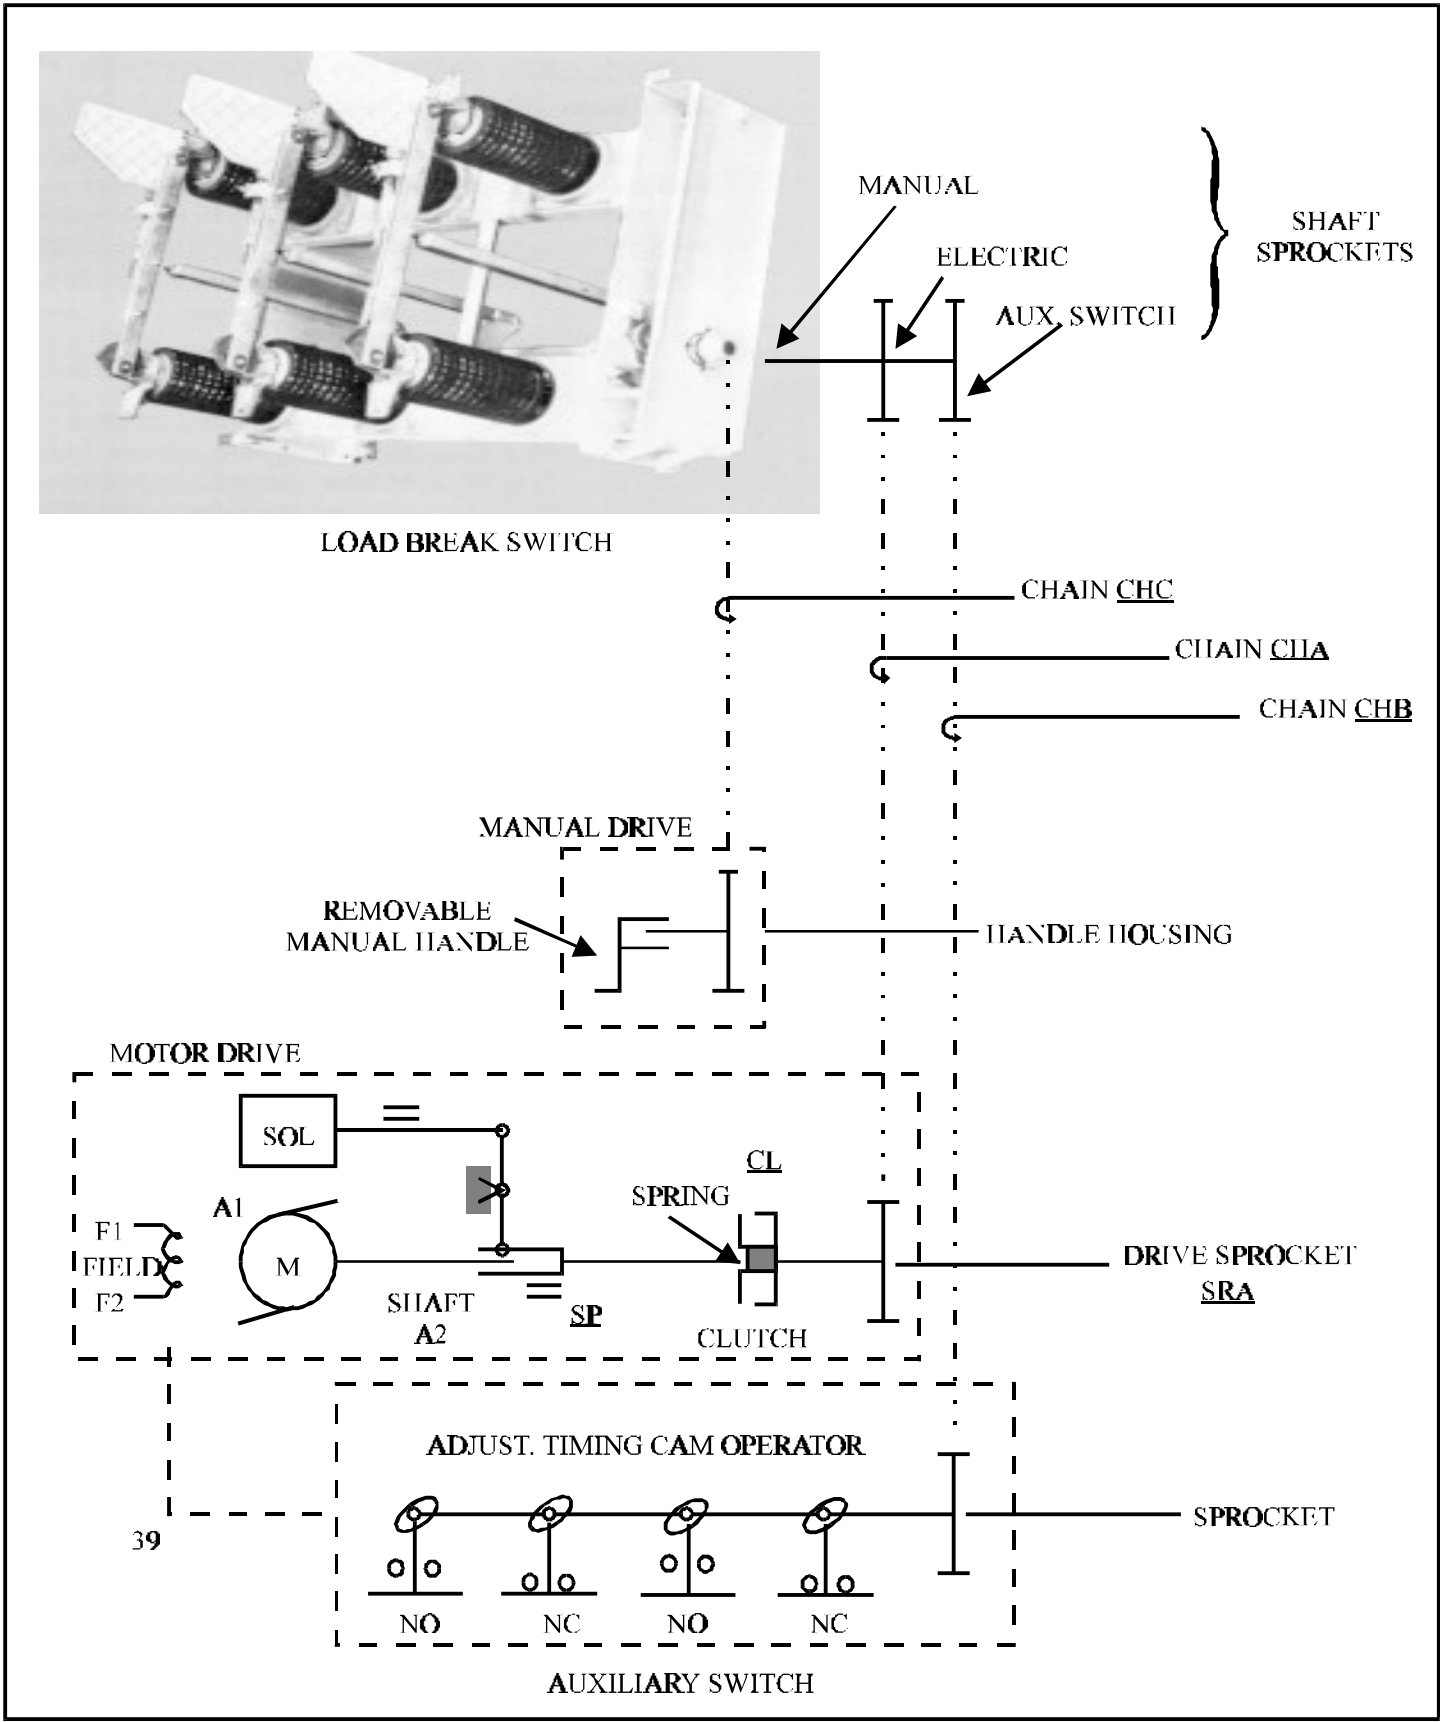 MANUAL
SHAFT
SPROCKETS
ELECTRIC
AUX. SWITCH
LOAD BREAK SWITCH
CHAIN CHC
CHAIN CHA
CHAIN CHB
MANUAL DRIVE
REMOVABLE
MANUAL HANDLE
HANDLE HOUSING
MOTOR DRIVE
SOL
CL
SPRING
A1
F1
FIELD
F2
M
SHAFT
A2
SP
CLUTCH
DRIVE SPROCKET
SRA
ADJUST. TIMING CAM OPERATOR
SPROCKET
39
NO NC NO NC
AUXILIARY SWITCH